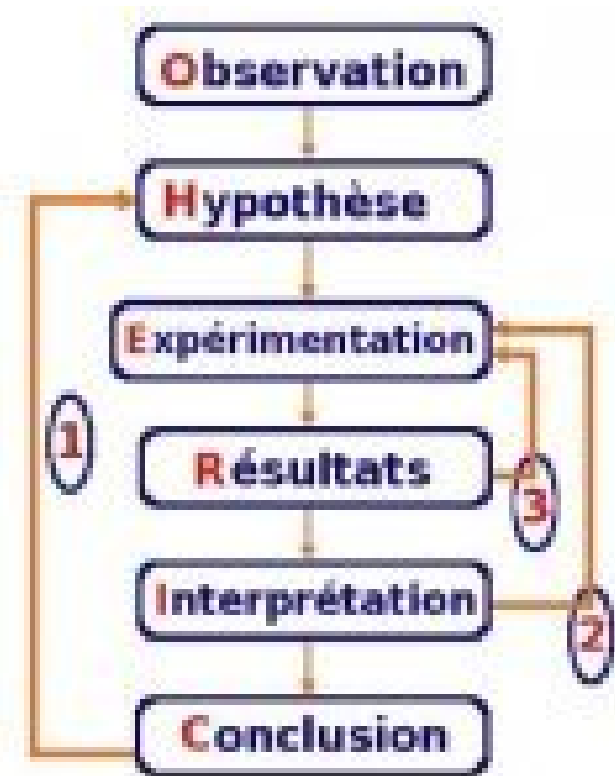 Observation
Hypothèse
Expérimentation
1
Résultats
3
Interprétation
2
Conclusion